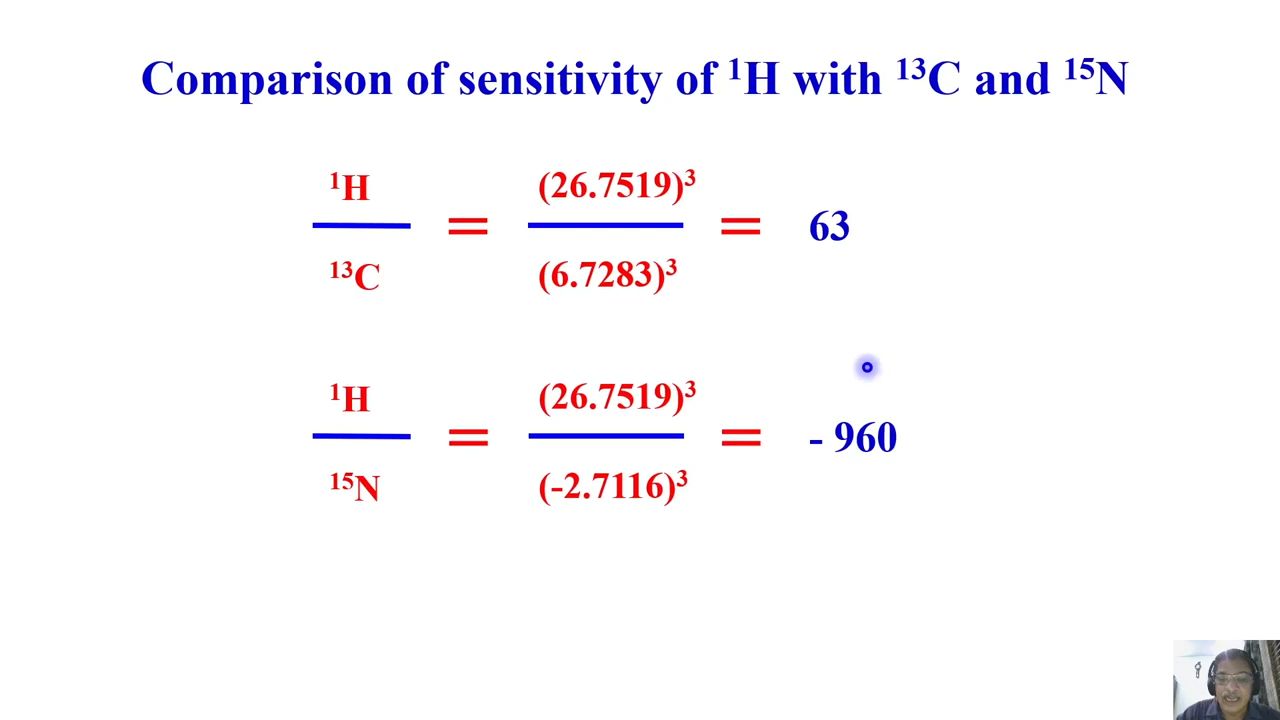 Comparison of sensitivity of ¹H with ¹³C and ¹⁵N
¹H
(26.7519)³
=
=
63
¹³C
(6.7283)³
¹H
(26.7519)³
=
=
- 960
¹⁵N
(-2.7116)³